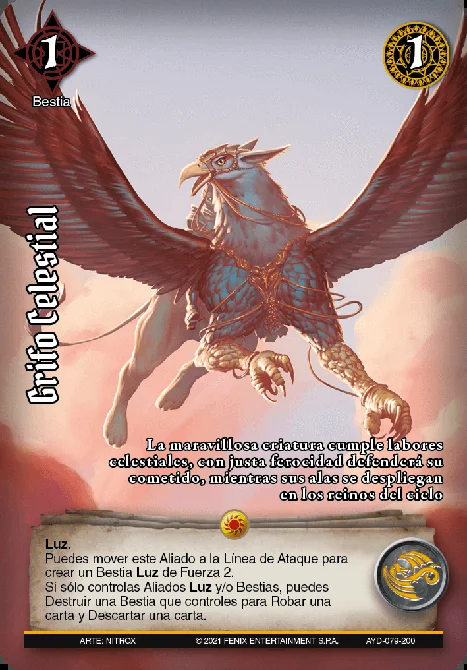 1
1
Bestia
Grifo Celestial
La maravillosa criatura cumple labores
celestiales, con justa ferocidad defenderá su
cometido, mientras sus alas se despliegan
en los reinos del cielo
Luz.
Puedes mover este Aliado a la Línea de Ataque para
crear un Bestia Luz de Fuerza 2.
Si sólo controlas Aliados Luz y/o Bestias, puedes
Destruir una Bestia que controles para Robar una
carta y Descartar una carta.
ARTE: NITROX © 2021 FENIX ENTERTAINMENT S.RA. AYD-079-200